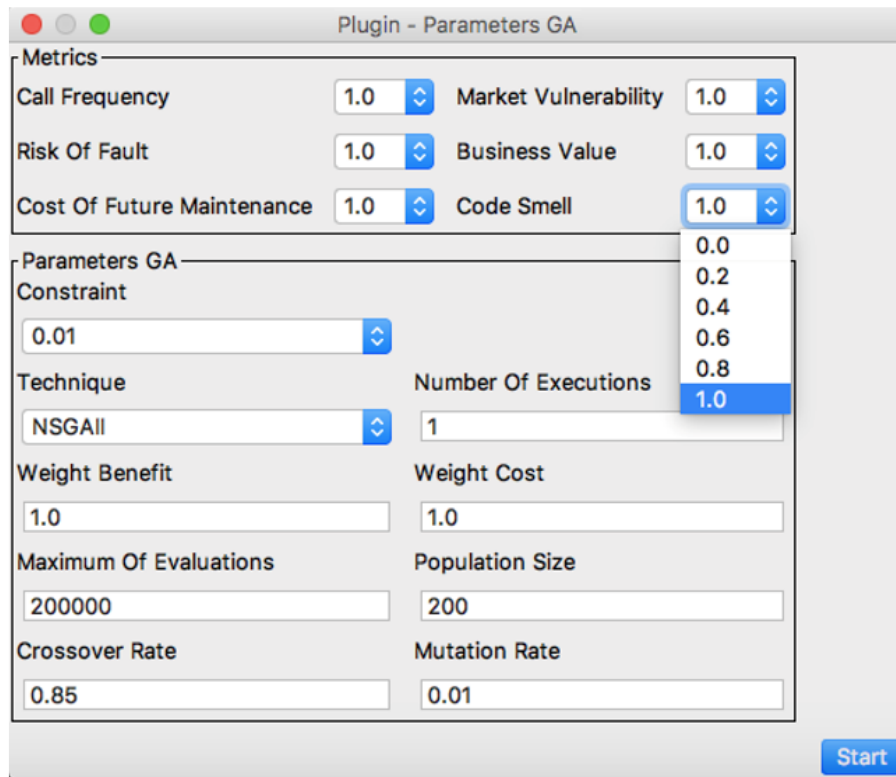 Plugin - Parameters GA
Metrics
Call Frequency 1.0 Market Vulnerability 1.0
Risk Of Fault 1.0 Business Value 1.0
Cost Of Future Maintenance 1.0 Code Smell 1.0
0.0
0.2
0.4
0.6
0.8
1.0
Parameters GA
Constraint
0.01
Technique Number Of Executions
NSGAII 1
Weight Benefit Weight Cost
1.0 1.0
Maximum Of Evaluations Population Size
200000 200
Crossover Rate Mutation Rate
0.85 0.01
Start